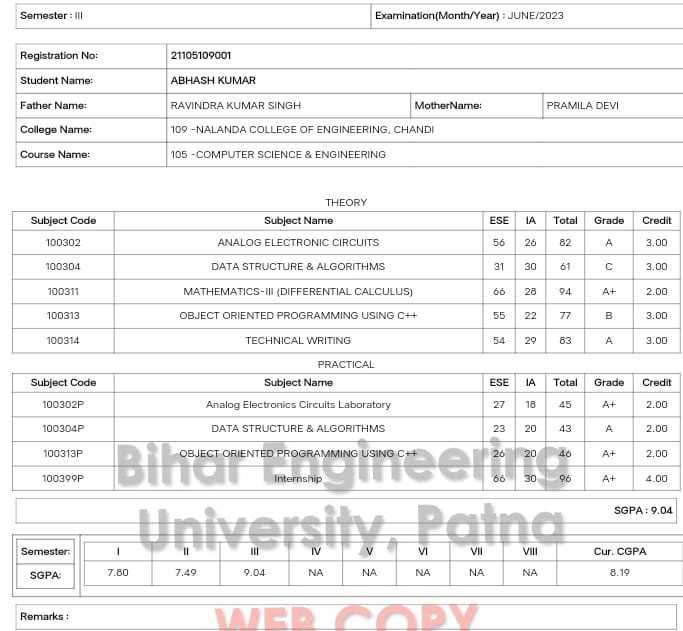 Semester : III Examination(Month/Year) : JUNE/2023
Registration No: 21105109001
Student Name: ABHASH KUMAR
Father Name: RAVINDRA KUMAR SINGH MotherName: PRAMILA DEVI
College Name: 109 -NALANDA COLLEGE OF ENGINEERING, CHANDI
Course Name: 105 -COMPUTER SCIENCE & ENGINEERING
THEORY
Subject Code Subject Name ESE IA Total Grade Credit
100302 ANALOG ELECTRONIC CIRCUITS 56 26 82 A 3.00
100304 DATA STRUCTURE & ALGORITHMS 31 30 61 C 3.00
100311 MATHEMATICS-III (DIFFERENTIAL CALCULUS) 66 28 94 A+ 2.00
100313 OBJECT ORIENTED PROGRAMMING USING C++ 55 22 77 B 3.00
100314 TECHNICAL WRITING 54 29 83 A 3.00
PRACTICAL
Subject Code Subject Name ESE IA Total Grade Credit
100302P Analog Electronics Circuits Laboratory 27 18 45 A+ 2.00
100304P DATA STRUCTURE & ALGORITHMS 23 20 43 A 2.00
100313P OBJECT ORIENTED PROGRAMMING USING C++ 26 20 46 A+ 2.00
100399P Internship 66 30 96 A+ 4.00
Bihar Engineering
University, Patna
SGPA : 9.04
Semester: I II III IV V VI VII VIII Cur. CGPA
SGPA: 7.80 7.49 9.04 NA NA NA NA NA 8.19
Remarks :
WEB COPY